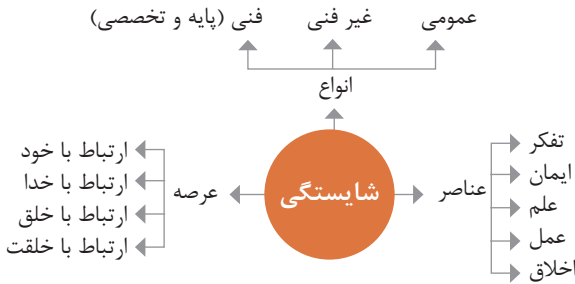 عمومی
غیر فنی
فنی (پایه و تخصصی)
انواع
شایستگی
عناصر
تفکر
ایمان
علم
عمل
اخلاق
عرصه
ارتباط با خود
ارتباط با خدا
ارتباط با خلق
ارتباط با خلقت